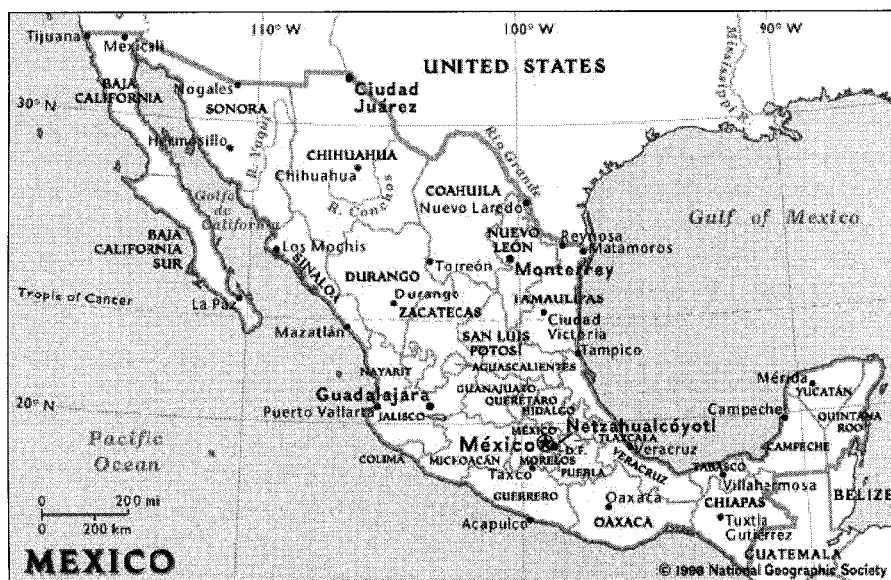 110° W
100° W
90° W
Tijuana
Mexicali
UNITED STATES
Mississippi
BAJA
CALIFORNIA
Nogales
SONORA
Ciudad
Juárez
30° N
Hermosillo
R. Yaqui
CHIHUAHUA
Chihuahua
R. Conchos
Rio Grande
COAHUILA
Nuevo Laredo
Golfo
de
California
Gulf of Mexico
BAJA
CALIFORNIA
SUR
Los Mochis
SINALOA
NUEVO
LEÓN
Reynosa
Matamoros
DURANGO
Torreón
Monterrey
Tropic of Cancer
La Paz
Durango
ZACATECAS
TAMAULIPAS
Ciudad
Victoria
Mazatlán
SAN LUIS
POTOSI
Tampico
NAYARIT
AGUASCALIENTES
Mérida
YUCATÁN
Guadalajára
GUANAJUATO
QUERÉTARO
HIDALGO
20° N
Puerto Vallarta
JALISCO
Campeche
QUINTANA
ROO
Netzahualcóyotl
MÉXICO
México
D.F.
TLAXCALA
Veracruz
CAMPECHE
Pacific
Ocean
COLIMA
MICHOACÁN
MORELOS
PUEBLA
VERACRUZ
TABASCO
Taxco
Villahermosa
BELIZE
0 200 mi
0 200 km
GUERRERO
Oaxaca
CHIAPAS
Acapulco
OAXACA
Tuxtla
Gutiérrez
GUATEMALA
MEXICO
© 1998 National Geographic Society